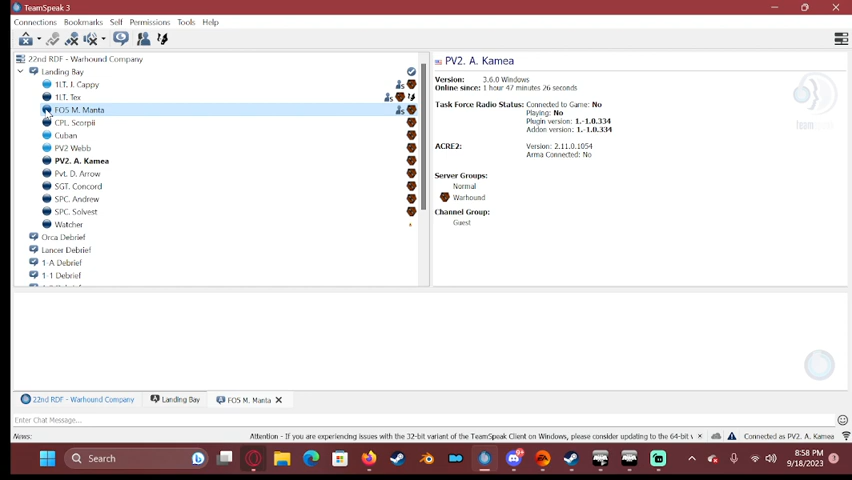 TeamSpeak 3
Connections Bookmarks Self Permissions Tools Help
22nd RDF - Warhound Company
Landing Bay
1LT. J. Cappy
1LT. Tex
FO5 M. Manta
CPL. Scorpii
Cuban
PV2 Webb
PV2. A. Kamea
Pvt. D. Arrow
SGT. Concord
SPC. Andrew
SPC. Solvest
Watcher
Orca Debrief
Lancer Debrief
1-A Debrief
1-1 Debrief
PV2. A. Kamea
Version: 3.6.0 Windows
Online since: 1 hour 47 minutes 26 seconds
Task Force Radio Status: Connected to Game: No
Playing: No
Plugin version: 1.-1.0.334
Addon version: 1.-1.0.334
ACRE2: Version: 2.11.0.1054
Arma Connected: No
Server Groups:
Normal
Warhound
Channel Group:
Guest
22nd RDF - Warhound Company
Landing Bay
FO5 M. Manta
Enter Chat Message...
News: Attention - If you are experiencing issues with the 32-bit variant of the TeamSpeak Client on Windows, please consider updating to the 64-bit v
Connected as PV2. A. Kamea
Search
8:58 PM
9/18/2023